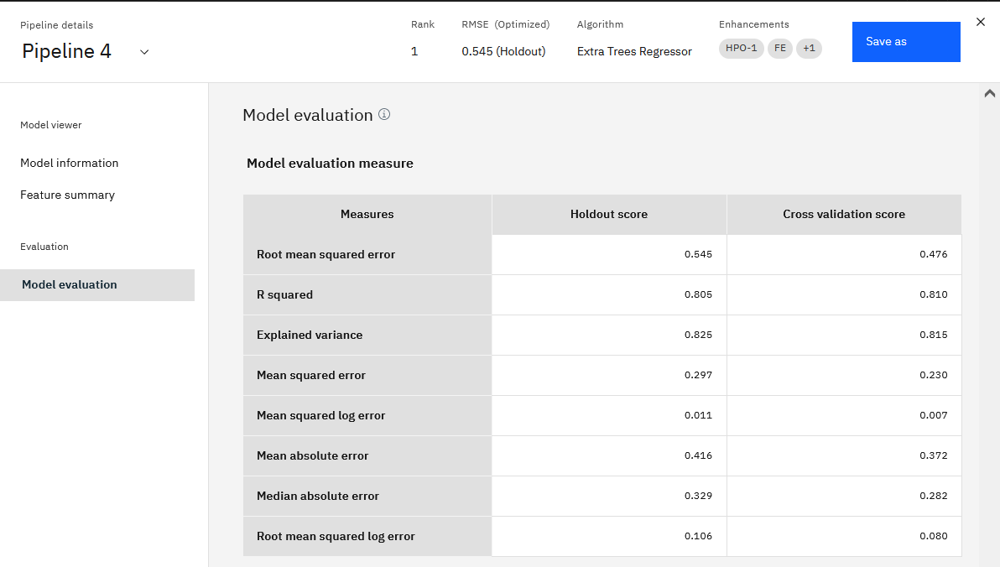 Pipeline details
Pipeline 4
Rank
1
RMSE (Optimized)
0.545 (Holdout)
Algorithm
Extra Trees Regressor
Enhancements
HPO-1 FE +1
Save as
Model viewer
Model information
Feature summary
Evaluation
Model evaluation
Model evaluation
Model evaluation measure
Measures Holdout score Cross validation score
Root mean squared error 0.545 0.476
R squared 0.805 0.810
Explained variance 0.825 0.815
Mean squared error 0.297 0.230
Mean squared log error 0.011 0.007
Mean absolute error 0.416 0.372
Median absolute error 0.329 0.282
Root mean squared log error 0.106 0.080